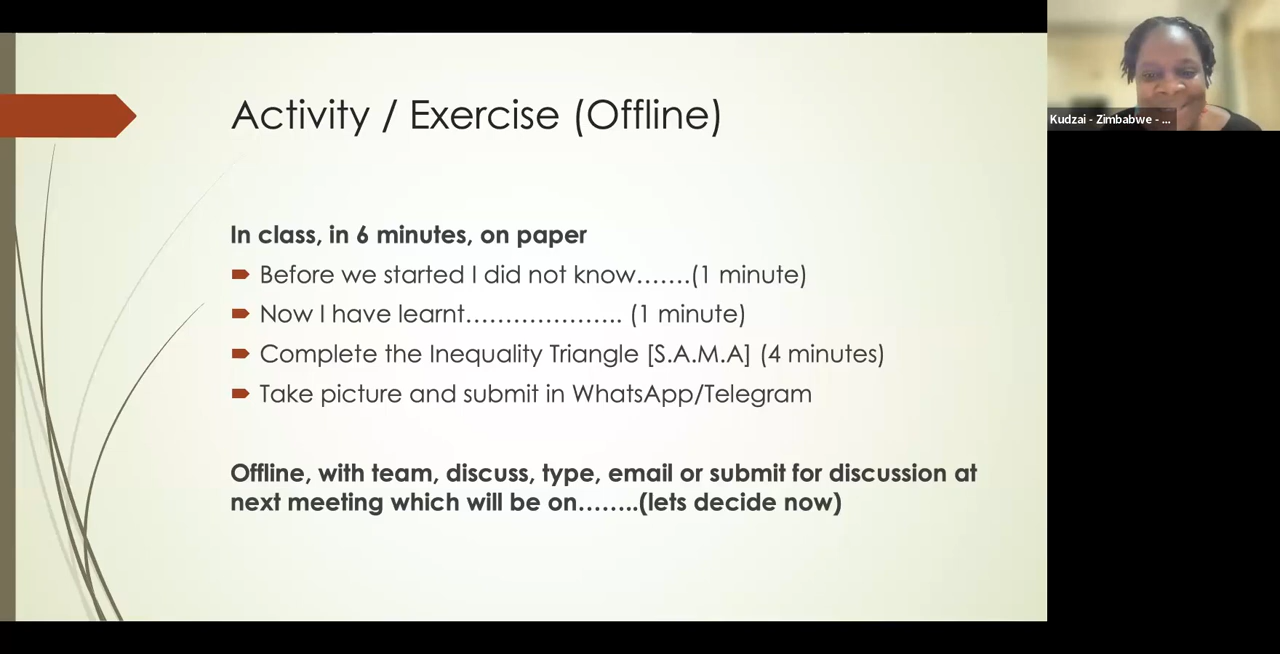 Activity / Exercise (Offline)
In class, in 6 minutes, on paper
Before we started I did not know…….(1 minute)
Now I have learnt…………………. (1 minute)
Complete the Inequality Triangle [S.A.M.A] (4 minutes)
Take picture and submit in WhatsApp/Telegram
Offline, with team, discuss, type, email or submit for discussion at
next meeting which will be on……..(lets decide now)
Kudzai - Zimbabwe - ...